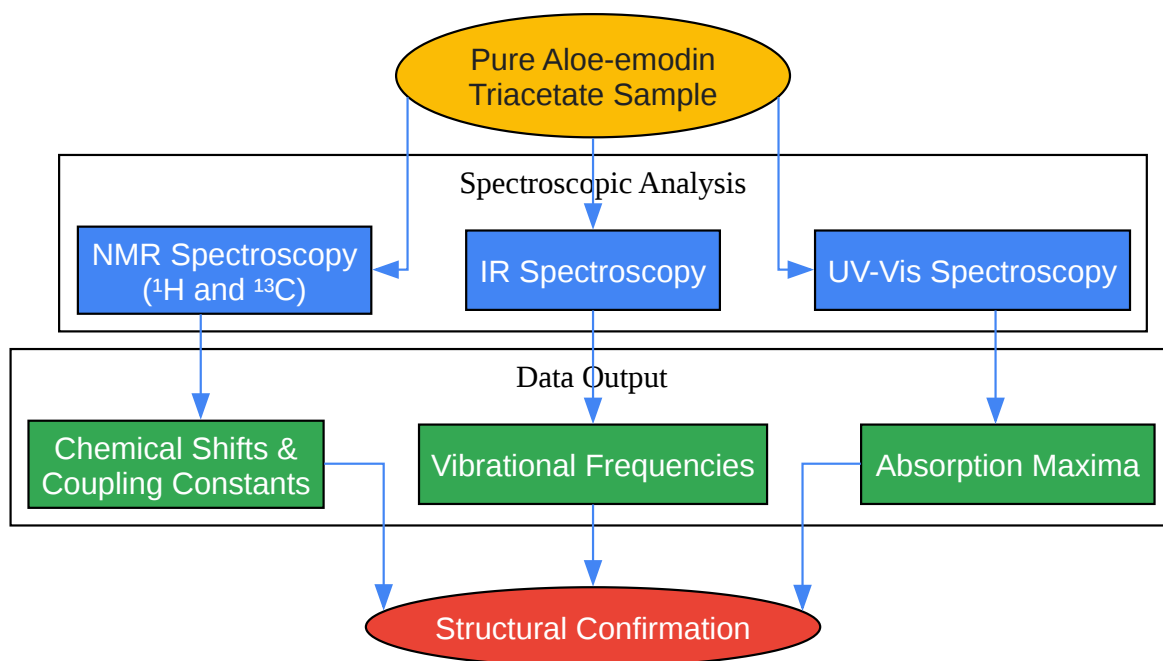 Pure Aloe-emodin
Triacetate Sample
Spectroscopic Analysis
NMR Spectroscopy
(¹H and ¹³C)
IR Spectroscopy
UV-Vis Spectroscopy
Data Output
Chemical Shifts &
Coupling Constants
Vibrational Frequencies
Absorption Maxima
Structural Confirmation